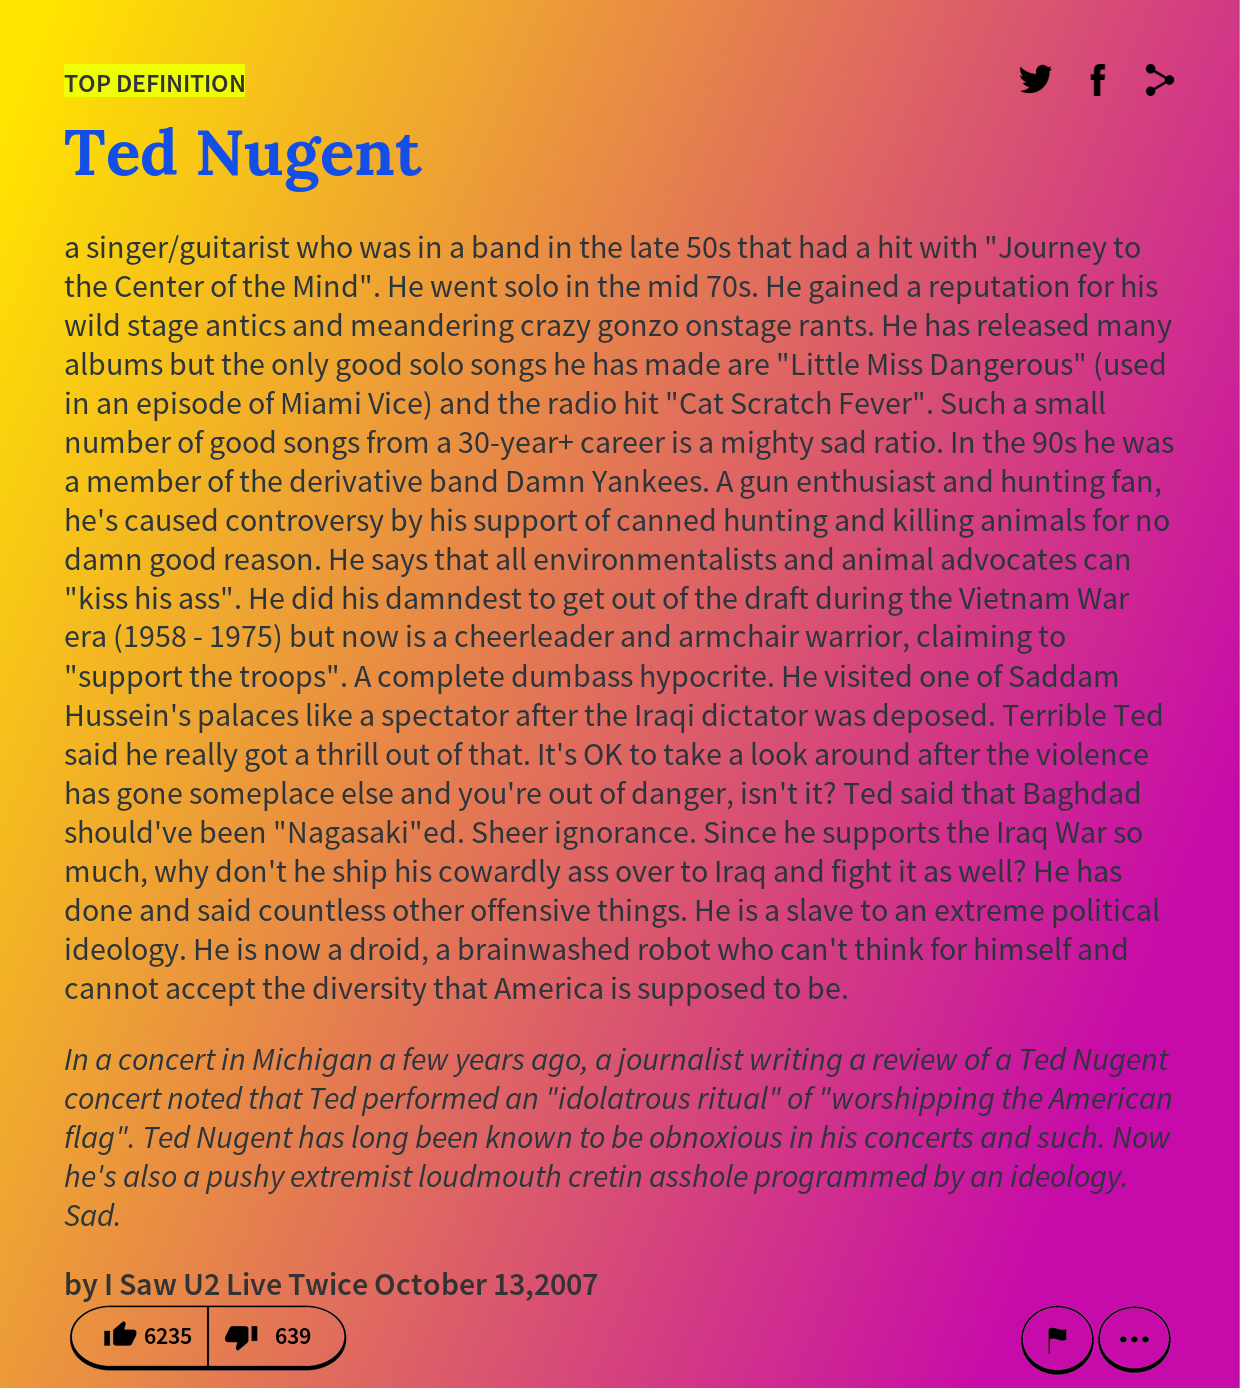 TOP DEFINITION
Ted Nugent
a singer/guitarist who was in a band in the late 50s that had a hit with "Journey to
the Center of the Mind". He went solo in the mid 70s. He gained a reputation for his
wild stage antics and meandering crazy gonzo onstage rants. He has released many
albums but the only good solo songs he has made are "Little Miss Dangerous" (used
in an episode of Miami Vice) and the radio hit "Cat Scratch Fever". Such a small
number of good songs from a 30-year+ career is a mighty sad ratio. In the 90s he was
a member of the derivative band Damn Yankees. A gun enthusiast and hunting fan,
he's caused controversy by his support of canned hunting and killing animals for no
damn good reason. He says that all environmentalists and animal advocates can
"kiss his ass". He did his damndest to get out of the draft during the Vietnam War
era (1958 - 1975) but now is a cheerleader and armchair warrior, claiming to
"support the troops". A complete dumbass hypocrite. He visited one of Saddam
Hussein's palaces like a spectator after the Iraqi dictator was deposed. Terrible Ted
said he really got a thrill out of that. It's OK to take a look around after the violence
has gone someplace else and you're out of danger, isn't it? Ted said that Baghdad
should've been "Nagasaki"ed. Sheer ignorance. Since he supports the Iraq War so
much, why don't he ship his cowardly ass over to Iraq and fight it as well? He has
done and said countless other offensive things. He is a slave to an extreme political
ideology. He is now a droid, a brainwashed robot who can't think for himself and
cannot accept the diversity that America is supposed to be.
In a concert in Michigan a few years ago, a journalist writing a review of a Ted Nugent
concert noted that Ted performed an "idolatrous ritual" of "worshipping the American
flag". Ted Nugent has long been known to be obnoxious in his concerts and such. Now
he's also a pushy extremist loudmouth cretin asshole programmed by an ideology.
Sad.
by I Saw U2 Live Twice October 13,2007
6235 639